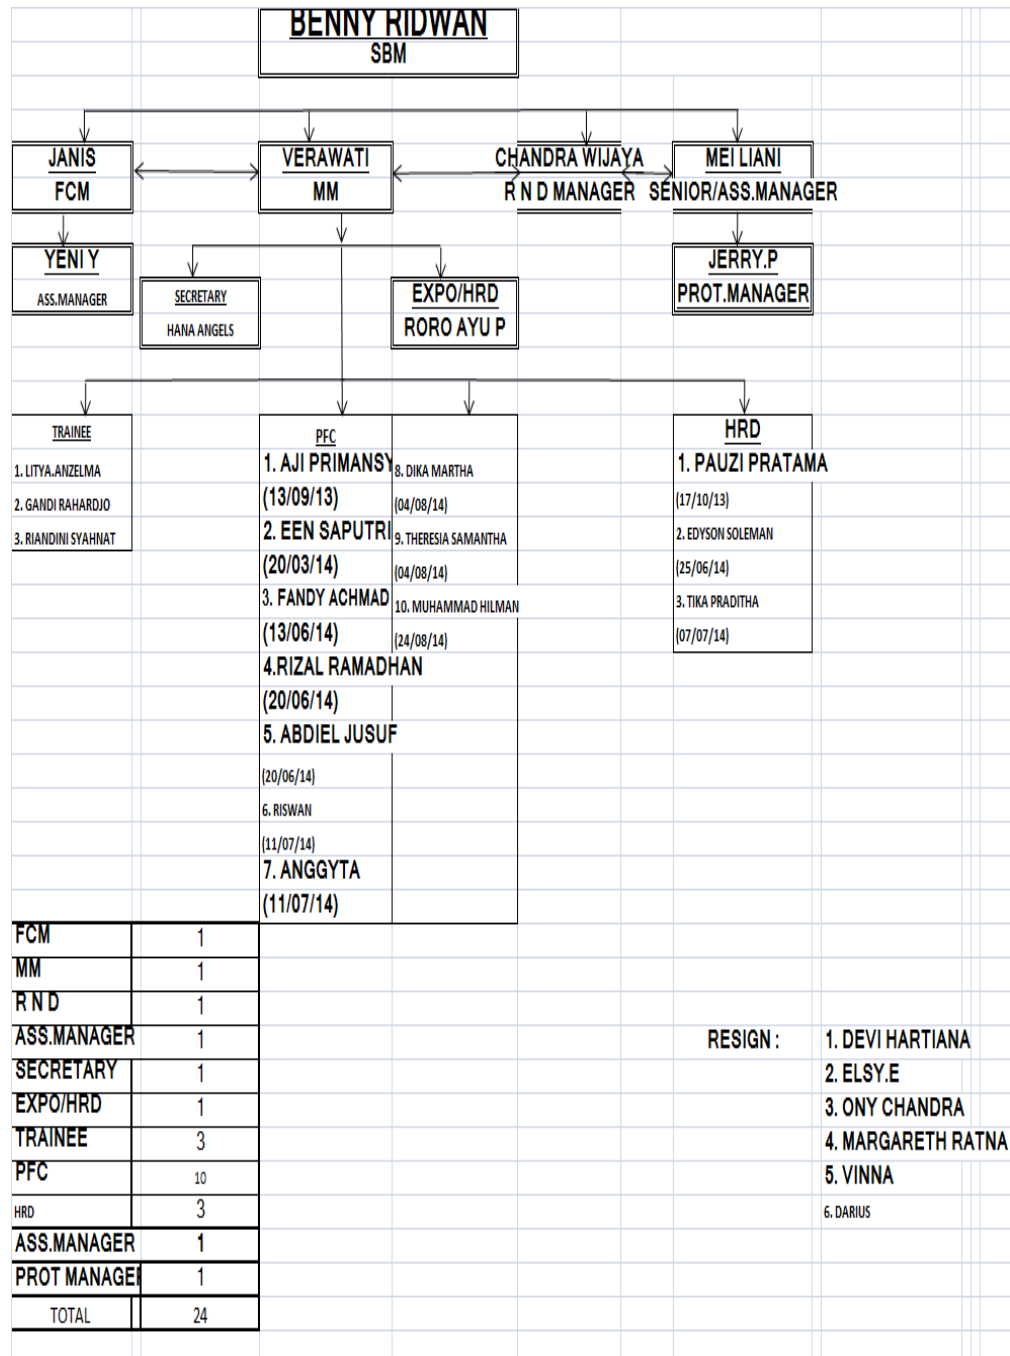 BENNY RIDWAN
SBM
JANIS
FCM
VERAWATI
MM
CHANDRA WIJAYA
R N D MANAGER
MEI LIANI
SENIOR/ASS.MANAGER
YENI Y
ASS.MANAGER
SECRETARY
HANA ANGELS
EXPO/HRD
RORO AYU P
JERRY.P
PROT.MANAGER
TRAINEE
1. LITYA.ANZELMA
2. GANDI RAHARDJO
3. RIANDINI SYAHNAT
PFC
1. AJI PRIMANSY
(13/09/13)
2. EEN SAPUTRI
(20/03/14)
3. FANDY ACHMAD
(13/06/14)
4.RIZAL RAMADHAN
(20/06/14)
5. ABDIEL JUSUF
(20/06/14)
6. RISWAN
(11/07/14)
7. ANGGYTA
(11/07/14)
8. DIKA MARTHA
(04/08/14)
9. THERESIA SAMANTHA
(04/08/14)
10. MUHAMMAD HILMAN
(24/08/14)
HRD
1. PAUZI PRATAMA
(17/10/13)
2. EDYSON SOLEMAN
(25/06/14)
3. TIKA PRADITHA
(07/07/14)
FCM 1
MM 1
R N D 1
ASS.MANAGER 1
SECRETARY 1
EXPO/HRD 1
TRAINEE 3
PFC 10
HRD 3
ASS.MANAGER 1
PROT MANAGER 1
TOTAL 24
RESIGN : 1. DEVI HARTIANA
2. ELSY.E
3. ONY CHANDRA
4. MARGARETH RATNA
5. VINNA
6. DARIUS